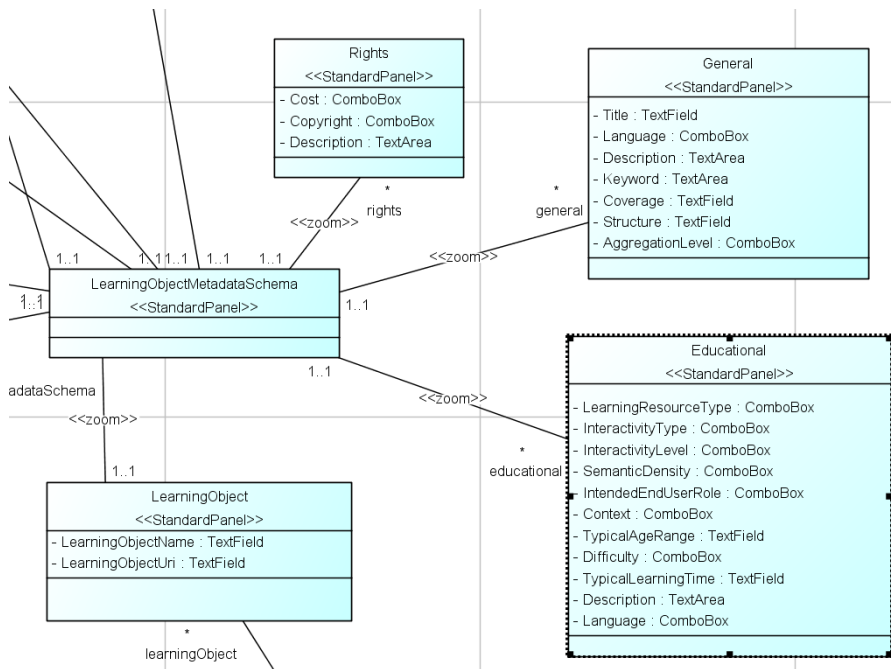 Rights
<<StandardPanel>>
- Cost : ComboBox
- Copyright : ComboBox
- Description : TextArea
General
<<StandardPanel>>
- Title : TextField
- Language : ComboBox
- Description : TextArea
- Keyword : TextArea
- Coverage : TextField
- Structure : TextField
- AggregationLevel : ComboBox
*
rights
<<zoom>>
*
general
<<zoom>>
1..1
1..1
1..1
1..1
1..1
LearningObjectMetadataSchema
<<StandardPanel>>
1..1
1..1
1..1
1..1
adataSchema
<<zoom>>
1..1
<<zoom>>
*
educational
Educational
<<StandardPanel>>
- LearningResourceType : ComboBox
- InteractivityType : ComboBox
- InteractivityLevel : ComboBox
- SemanticDensity : ComboBox
- IntendedEndUserRole : ComboBox
- Context : ComboBox
- TypicalAgeRange : TextField
- Difficulty : ComboBox
- TypicalLearningTime : TextField
- Description : TextArea
- Language : ComboBox
LearningObject
<<StandardPanel>>
- LearningObjectName : TextField
- LearningObjectUri : TextField
*
learningObject